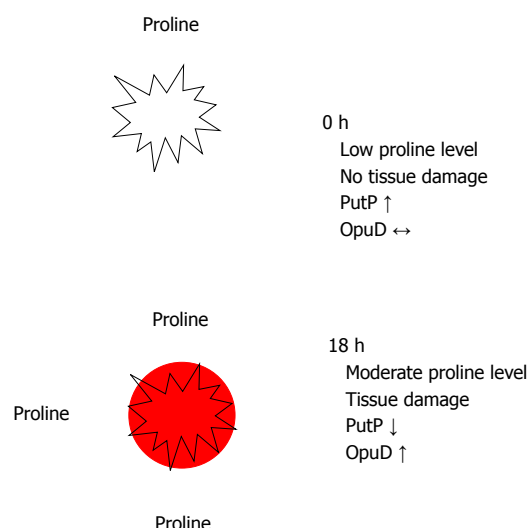 Proline
0 h
Low proline level
No tissue damage
PutP ↑
OpuD ↔
Proline
18 h
Moderate proline level
Proline
Tissue damage
PutP ↓
OpuD ↑
Proline